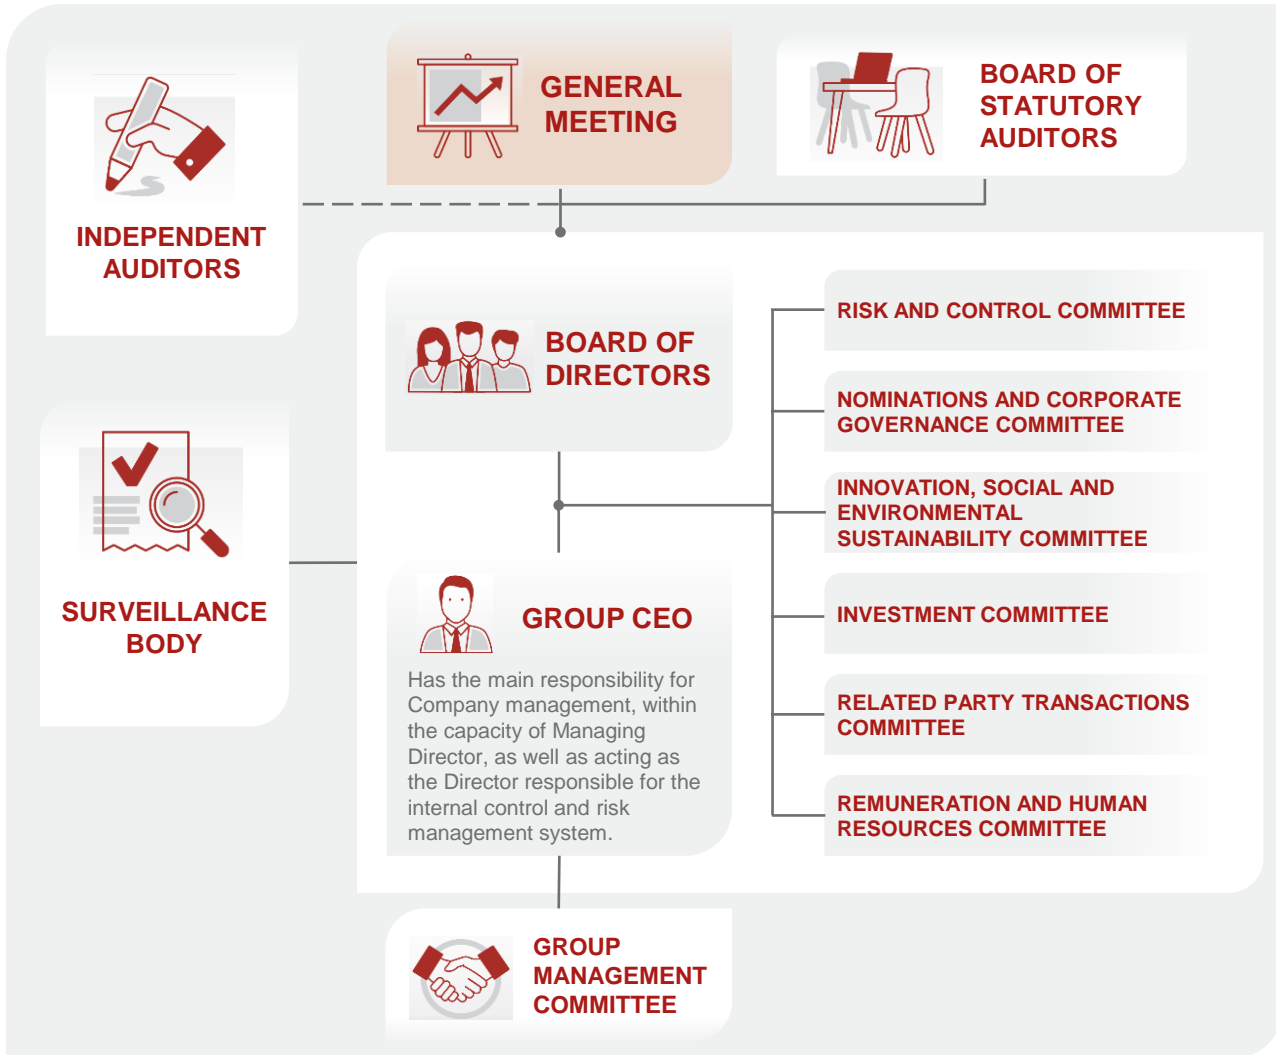 GENERAL
MEETING
BOARD OF
STATUTORY
AUDITORS
INDEPENDENT
AUDITORS
BOARD OF
DIRECTORS
RISK AND CONTROL COMMITTEE
NOMINATIONS AND CORPORATE
GOVERNANCE COMMITTEE
INNOVATION, SOCIAL AND
ENVIRONMENTAL
SUSTAINABILITY COMMITTEE
INVESTMENT COMMITTEE
RELATED PARTY TRANSACTIONS
COMMITTEE
REMUNERATION AND HUMAN
RESOURCES COMMITTEE
SURVEILLANCE
BODY
GROUP CEO
Has the main responsibility for
Company management, within
the capacity of Managing
Director, as well as acting as
the Director responsible for the
internal control and risk
management system.
GROUP
MANAGEMENT
COMMITTEE